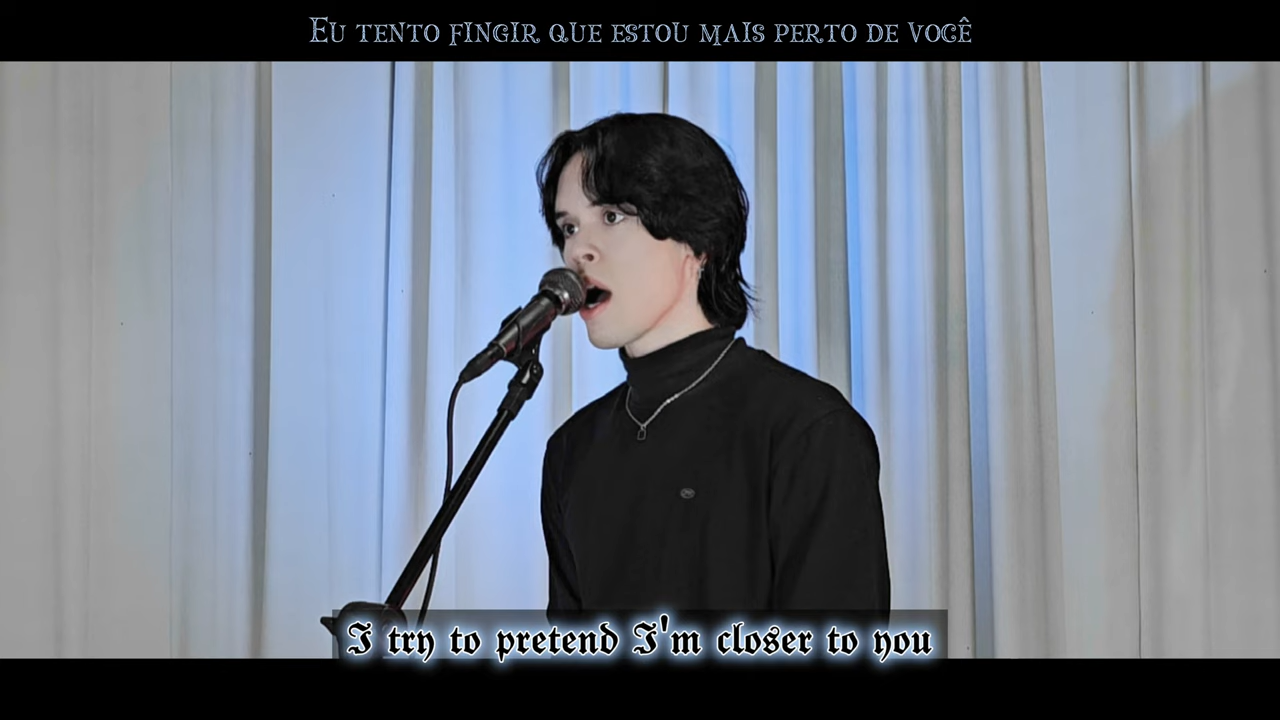 Eu tento fingir que estou mais perto de você
I try to pretend I'm closer to you